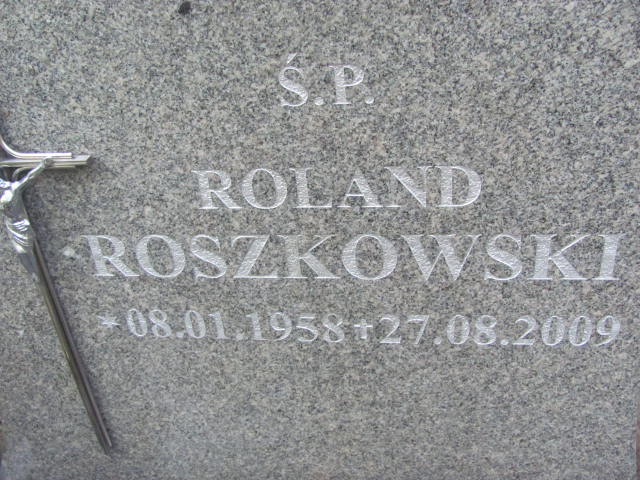 Ś.P.
ROLAND
ROSZKOWSKI
*08.01.1958†27.08.2009